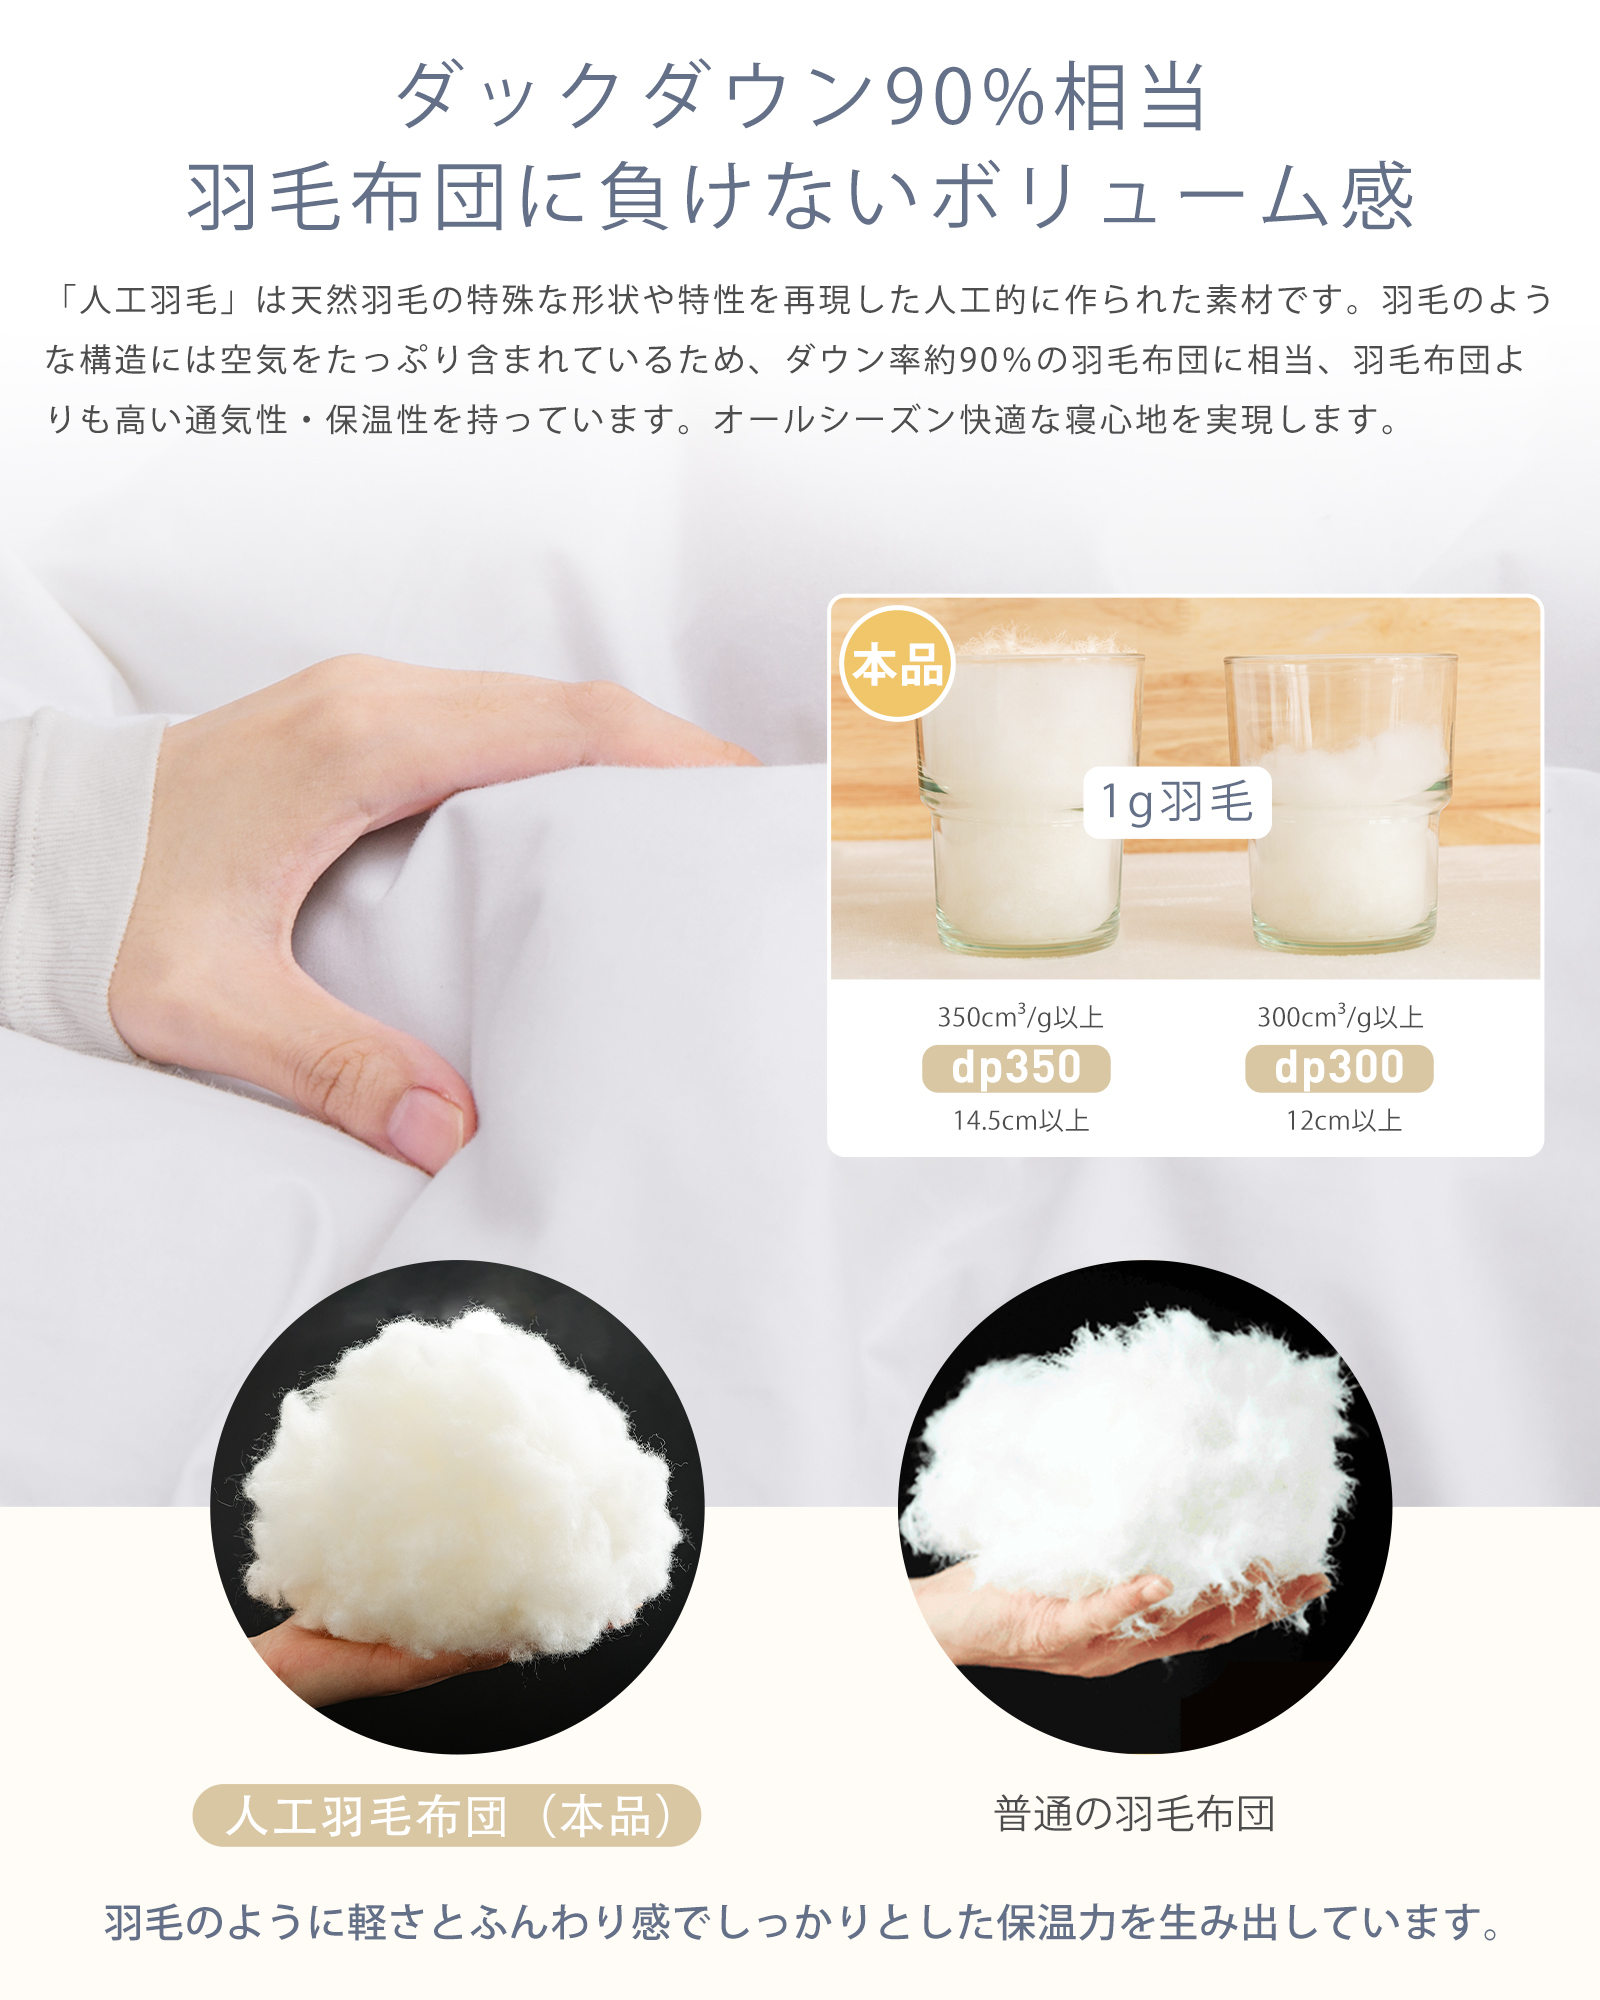 ダックダウン90%相当
羽毛布団に負けないボリューム感
「人工羽毛」は天然羽毛の特殊な形状や特性を再現した人工的に作られた素材です。羽毛のよう
な構造には空気をたっぷり含まれているため、ダウン率約90%の羽毛布団に相当、羽毛布団よ
りも高い通気性・保温性を持っています。オールシーズン快適な寝心地を実現します。
本品
1g羽毛
350cm³/g以上
300cm³/g以上
dp350
dp300
14.5cm以上
12cm以上
人工羽毛布団（本品）
普通の羽毛布団
羽毛のように軽さとふんわり感でしっかりとした保温力を生み出しています。